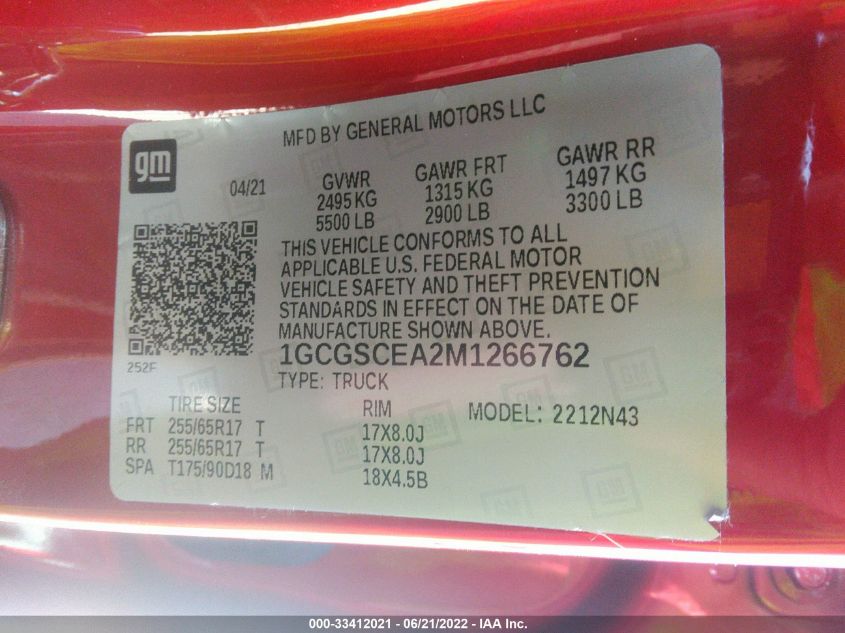 MFD BY GENERAL MOTORS LLC
gm
04/21
GVWR GAWR FRT GAWR RR
2495 KG 1315 KG 1497 KG
5500 LB 2900 LB 3300 LB
THIS VEHICLE CONFORMS TO ALL
APPLICABLE U.S. FEDERAL MOTOR
VEHICLE SAFETY AND THEFT PREVENTION
STANDARDS IN EFFECT ON THE DATE OF
MANUFACTURE SHOWN ABOVE.
252F
1GCGSCEA2M1266762
TYPE: TRUCK
TIRE SIZE RIM MODEL: 2212N43
FRT 255/65R17 T 17X8.0J
RR 255/65R17 T 17X8.0J
SPA T175/90D18 M 18X4.5B
000-33412021 - 06/21/2022 - IAA Inc.